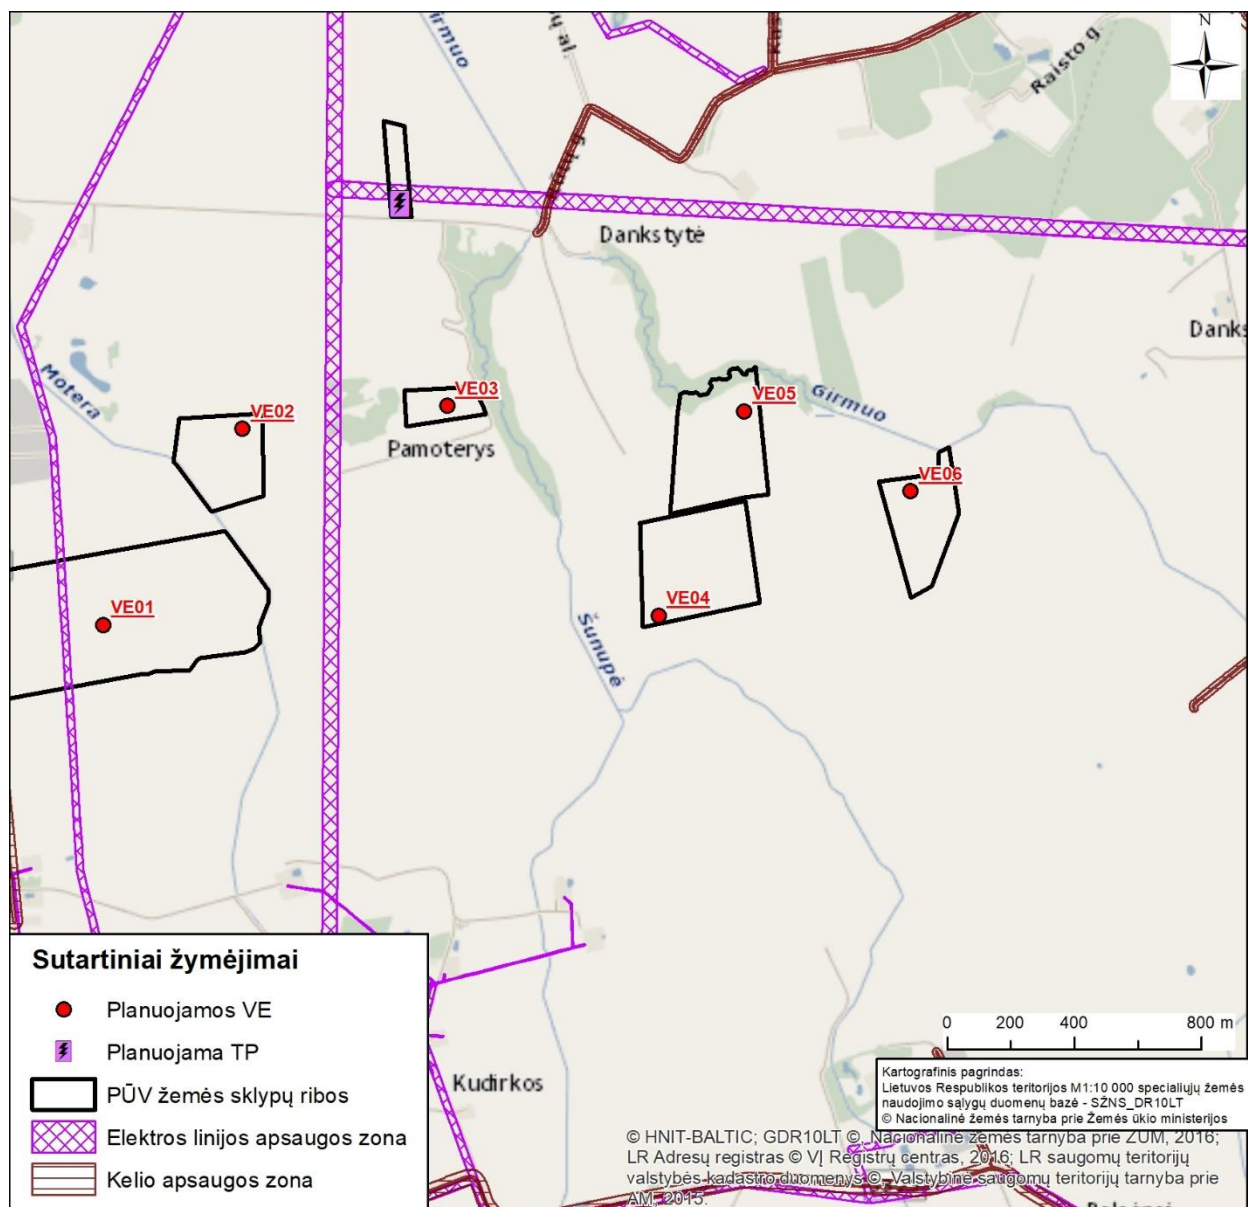 Girmuo
ų al.
Raisto g.
N
Dankstytė
Danks
Motera
VE02
VE03
VE05
Girmuo
Pamoterys
VE06
VE01
VE04
Šunupė
Sutartiniai žymėjimai
Planuojamos VE
Planuojama TP
PŪV žemės sklypų ribos
Elektros linijos apsaugos zona
Kelio apsaugos zona
Kudirkos
0 200 400 800 m
Kartografinis pagrindas:
Lietuvos Respublikos teritorijos M1:10 000 specialiųjų žemės
naudojimo sąlygų duomenų bazė - SŽNS_DR10LT
© Nacionalinė žemės tarnyba prie Žemės ūkio ministerijos
© HNIT-BALTIC; GDR10LT ©, Nacionalinė žemės tarnyba prie ŽŪM, 2016;
LR Adresų registras © VĮ Registrų centras, 2016; LR saugomų teritorijų
valstybės kadastro duomenys ©, Valstybinė saugomų teritorijų tarnyba prie
AM, 2015.